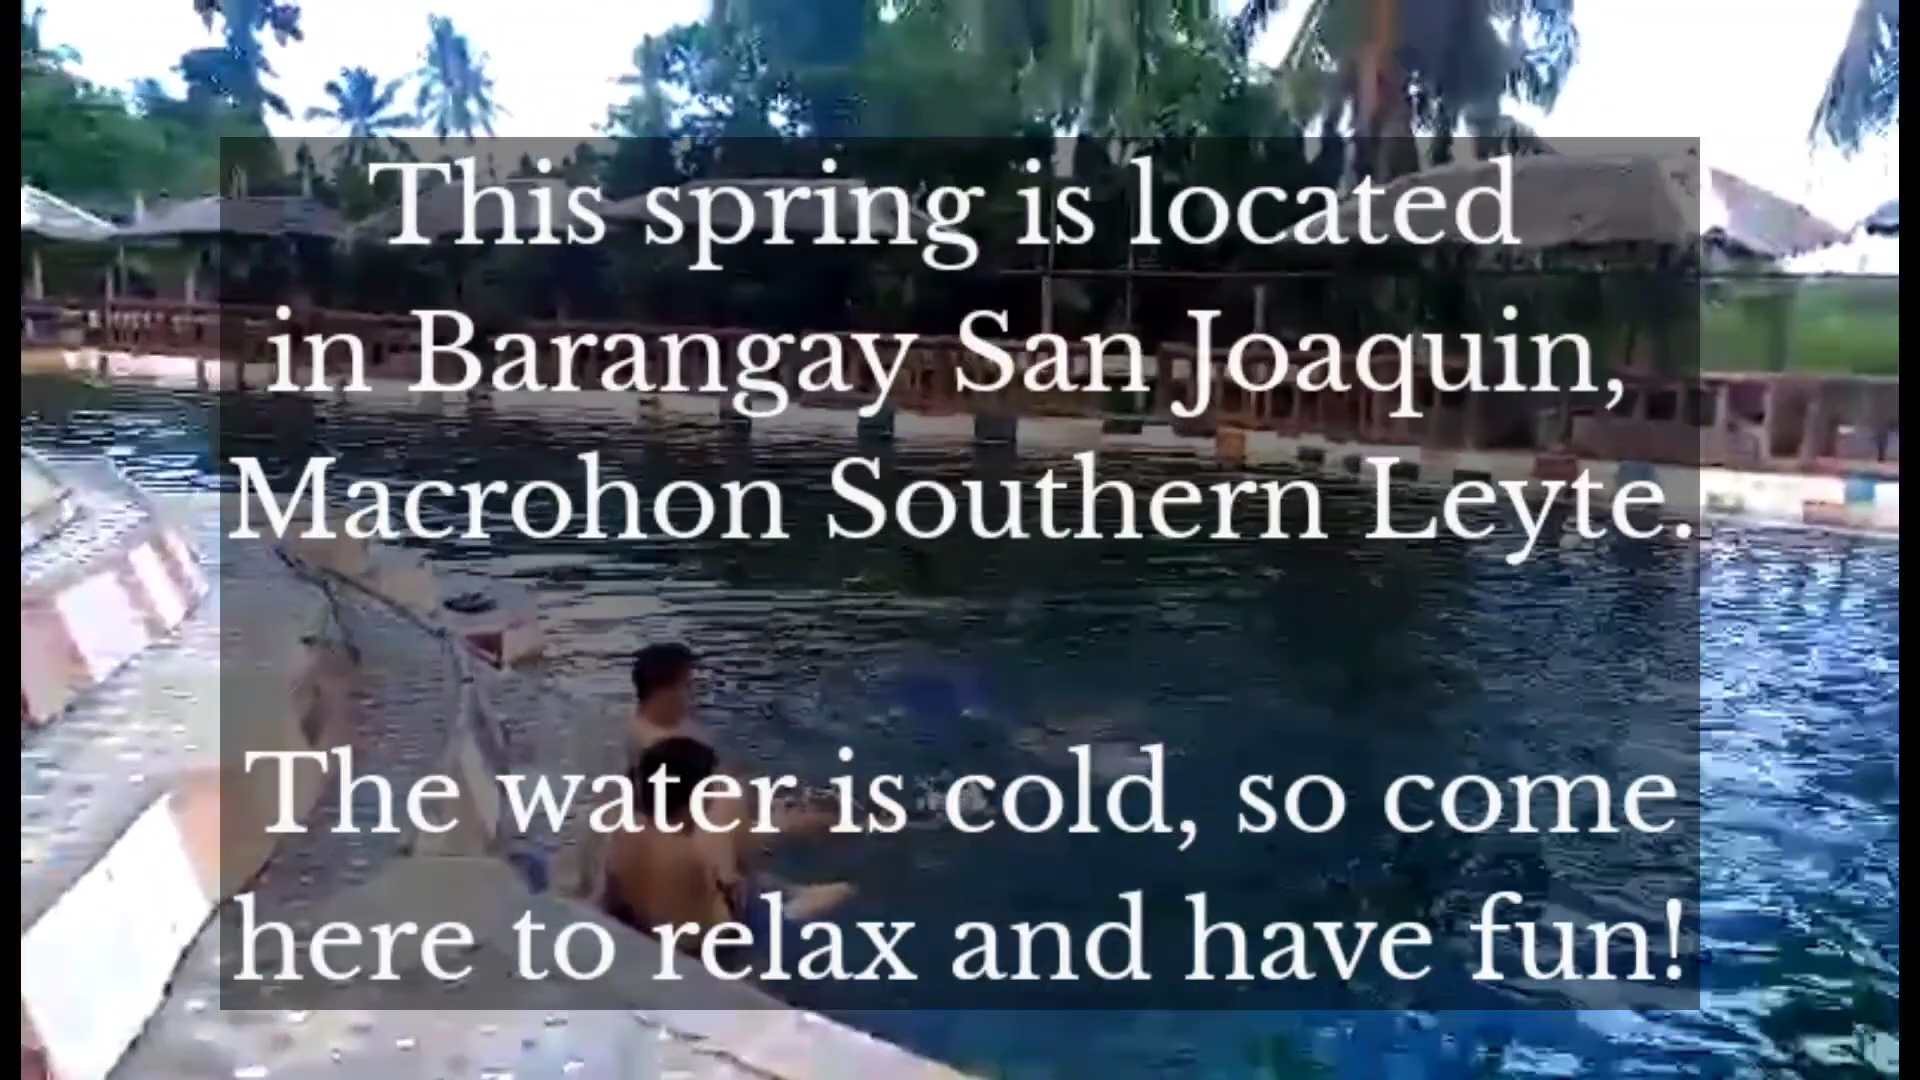 This spring is located
in Barangay San Joaquin,
Macrohon Southern Leyte.
The water is cold, so come
here to relax and have fun!